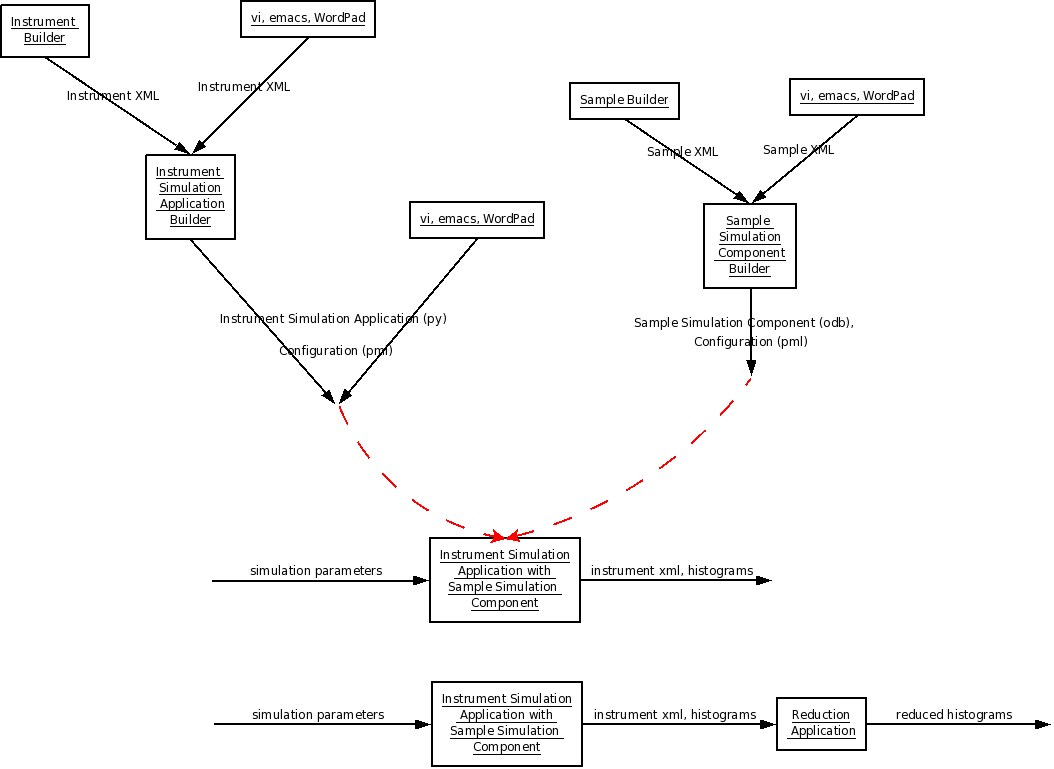 Instrument
Builder
vi, emacs, WordPad
Instrument XML
Instrument XML
Sample Builder
vi, emacs, WordPad
Sample XML
Sample XML
Instrument
Simulation
Application
Builder
vi, emacs, WordPad
Sample
Simulation
Component
Builder
Instrument Simulation Application (py)
Configuration (pml)
Sample Simulation Component (odb),
Configuration (pml)
simulation parameters
Instrument Simulation
Application with
Sample Simulation
Component
instrument xml, histograms
simulation parameters
Instrument Simulation
Application with
Sample Simulation
Component
instrument xml, histograms
Reduction
Application
reduced histograms